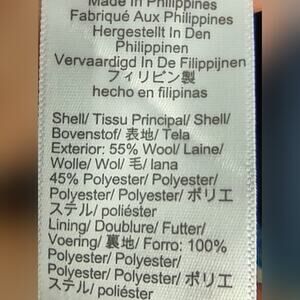 Made In Philippines
Fabriqué Aux Philippines
Hergestellt In Den
Philippinen
Vervaardigd In De Filippijnen
フィリピン製
hecho en filipinas
Shell/ Tissu Principal/ Shell/
Bovenstof/ 表地/ Tela
Exterior: 55% Wool/ Laine/
Wolle/ Wol/ 毛/ lana
45% Polyester/ Polyester/
Polyester/ Polyester/ ポリエ
ステル/ poliéster
Lining/ Doublure/ Futter/
Voering/ 裏地/ Forro: 100%
Polyester/ Polyester/
Polyester/ Polyester/ ポリエ
ステル/ poliéster